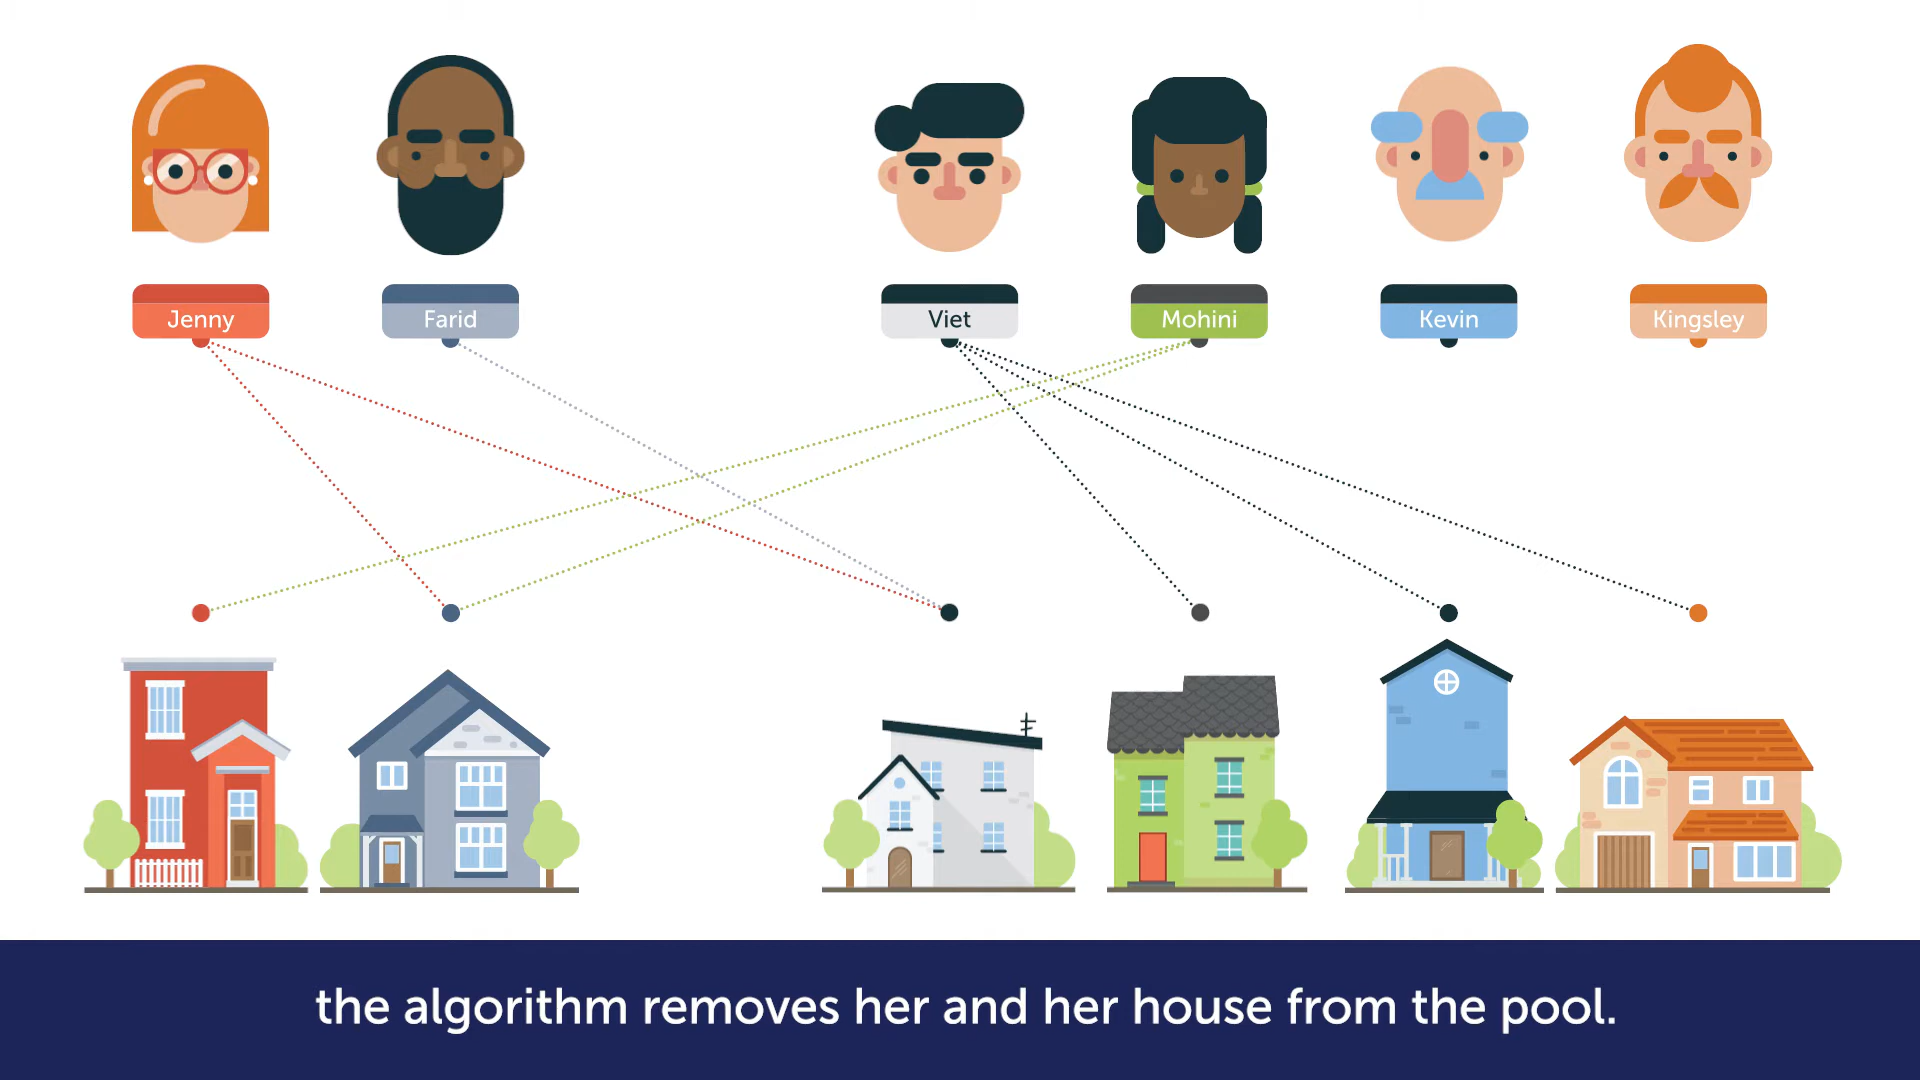 Jenny
Farid
Viet
Mohini
Kevin
Kingsley
the algorithm removes her and her house from the pool.